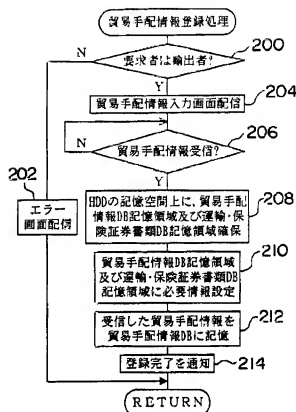 貿易手配情報登録処理
200
N
要求者は輸出者?
Y
204
貿易手配情報入力画面配信
206
N
貿易手配情報受信?
202
Y
エラー
画面配信
208
HDDの記憶空間上に、貿易手配
情報DB記憶領域及び運輸・保
険証券書類DB記憶領域確保
210
貿易手配情報DB記憶領域
及び運輸・保険証券書類DB
記憶領域に必要情報設定
212
受信した貿易手配情報を
貿易手配情報DBに記憶
登録完了を通知
214
RETURN